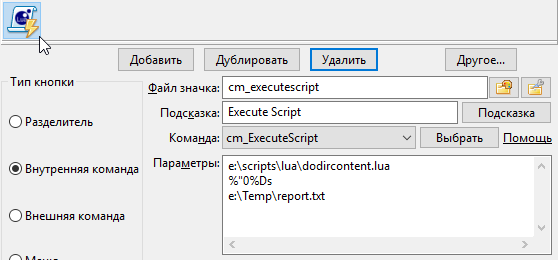 Добавить Дублировать Удалить Другое...
Тип кнопки
Файл значка: cm_executescript
Разделитель
Подсказка: Execute Script Подсказка
Команда: cm_ExecuteScript Выбрать Помощь
Внутренняя команда
Параметры: e:\scripts\lua\dodircontent.lua
%"0%Ds
e:\Temp\report.txt
Внешняя команда